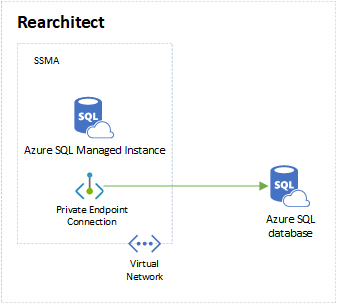 Rearchitect
SSMA
SQL
Azure SQL Managed Instance
Private Endpoint
Connection
SQL
Azure SQL
database
Virtual
Network